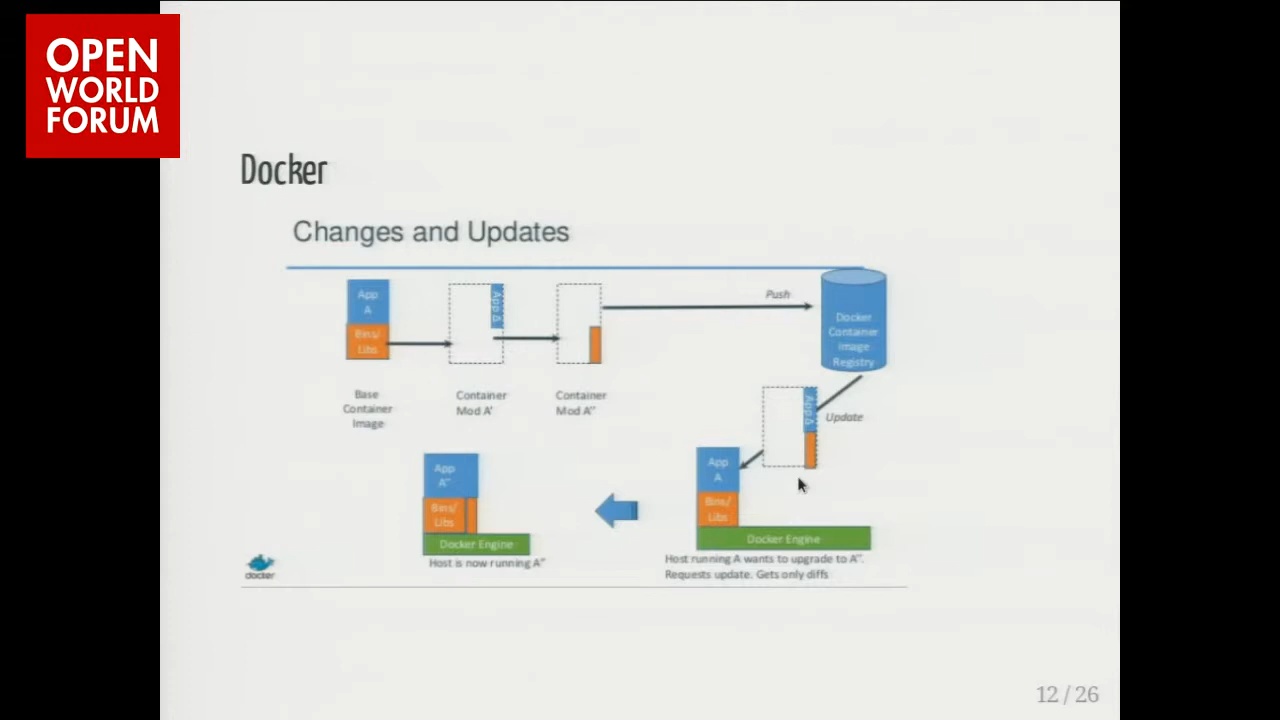 OPEN
WORLD
FORUM
Docker
Changes and Updates
App
A
Bins/
Libs
App A
Push
Docker
Container
Image
Registry
Base
Container
Image
Container
Mod A'
Container
Mod A''
App A
Update
App
A''
Bins/
Libs
Docker Engine
Host is now running A''
App
A
Bins/
Libs
Docker Engine
Host running A wants to upgrade to A''.
Requests update. Gets only diffs
docker
12 / 26